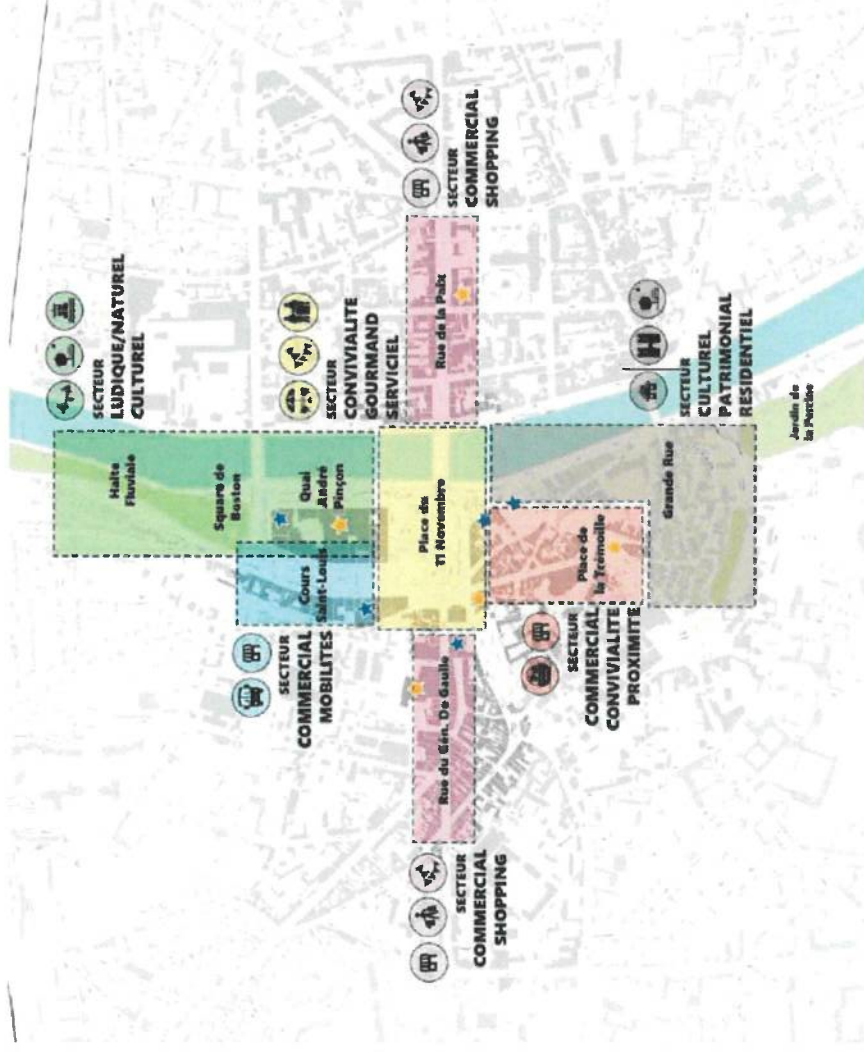 SECTEUR
LUDIQUE/NATUREL
CULTUREL
Halte
Fluviale
Square de
Boston
Quai
André
Pinçon
SECTEUR
CONVIVIALITE
GOURMAND
SERVICIEL
SECTEUR
COMMERCIAL
SHOPPING
Rue de la Paix
Cours
Saint-Louis
SECTEUR
COMMERCIAL
MOBILITES
Place du
11 Novembre
Rue du Gén. De Gaulle
SECTEUR
COMMERCIAL
SHOPPING
Place de
la Trémoille
SECTEUR
COMMERCIAL
CONVIVIALITE
PROXIMITE
Grande Rue
SECTEUR
CULTUREL
PATRIMONIAL
RESIDENTIEL
Jardin de
la Perrine